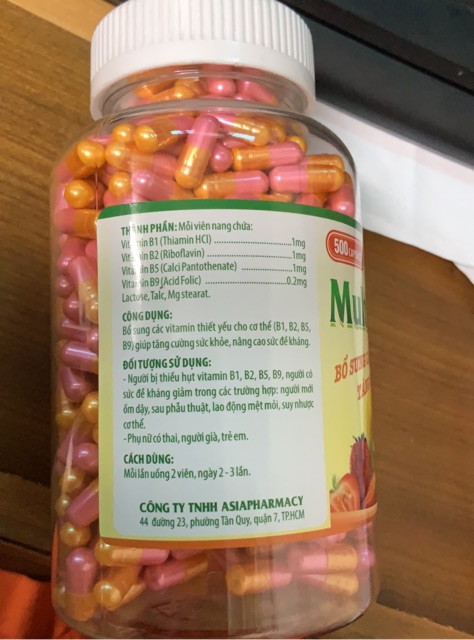 THÀNH PHẦN: Mỗi viên nang chứa:
Vitamin B1 (Thiamin HCl) ........................1mg
Vitamin B2 (Riboflavin) ..........................1mg
Vitamin B5 (Calci Pantothenate) ................1mg
Vitamin B9 (Acid Folic) ..........................0.2mg
Lactose, Talc, Mg stearat.
CÔNG DỤNG:
Bổ sung các vitamin thiết yếu cho cơ thể (B1, B2, B5,
B9) giúp tăng cường sức khỏe, nâng cao sức đề kháng.
ĐỐI TƯỢNG SỬ DỤNG:
- Người bị thiếu hụt vitamin B1, B2, B5, B9, người có
sức đề kháng giảm trong các trường hợp: người mới
ốm dậy, sau phẫu thuật, lao động mệt mỏi, suy nhược
cơ thể.
- Phụ nữ có thai, người già, trẻ em.
CÁCH DÙNG:
Mỗi lần uống 2 viên, ngày 2 - 3 lần.
CÔNG TY TNHH ASIAPHARMACY
44 đường 23, phường Tân Quy, quận 7, TP.HCM
500
BỔ SUNG